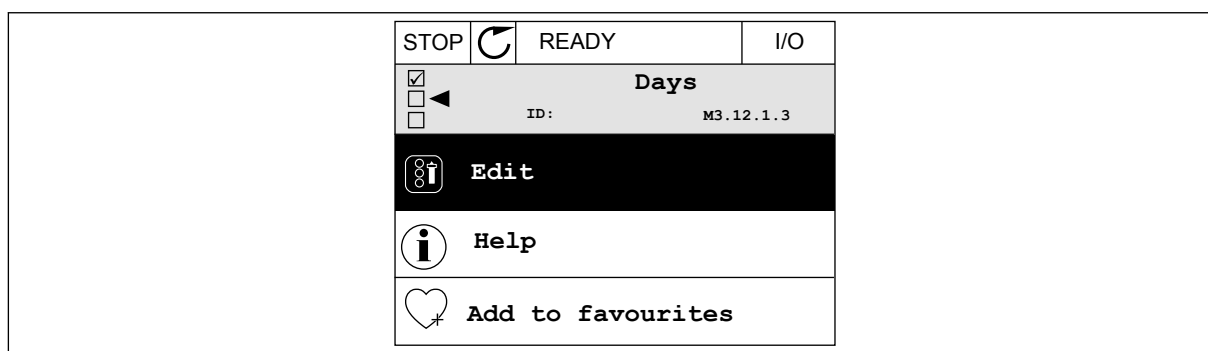 STOP READY I/O
Days
ID: M3.12.1.3
Edit
Help
Add to favourites